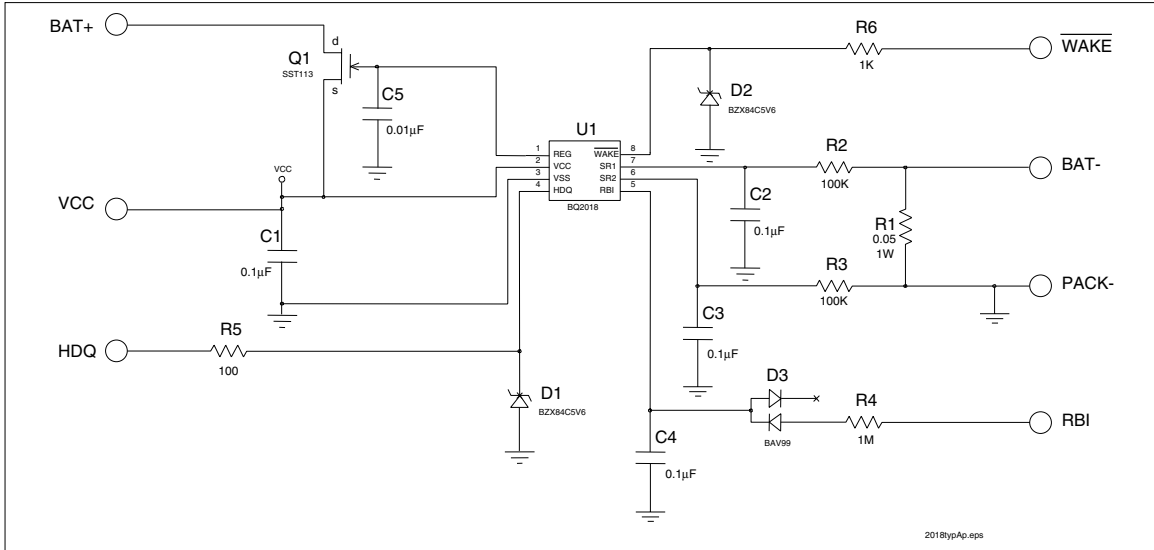 BAT+
d
Q1
SST113
s
C5
0.01µF
R6
1K
WAKE
D2
BZX84C5V6
U1
1 REG WAKE 8
2 VCC SR1 7
3 VSS SR2 6
4 HDQ RBI 5
BQ2018
R2
100K
BAT-
VCC
VCC
C1
0.1µF
C2
0.1µF
R1
0.05
1W
R3
100K
PACK-
R5
HDQ
100
C3
0.1µF
D1
BZX84C5V6
D3
BAV99
R4
1M
RBI
C4
0.1µF
2018typAp.eps